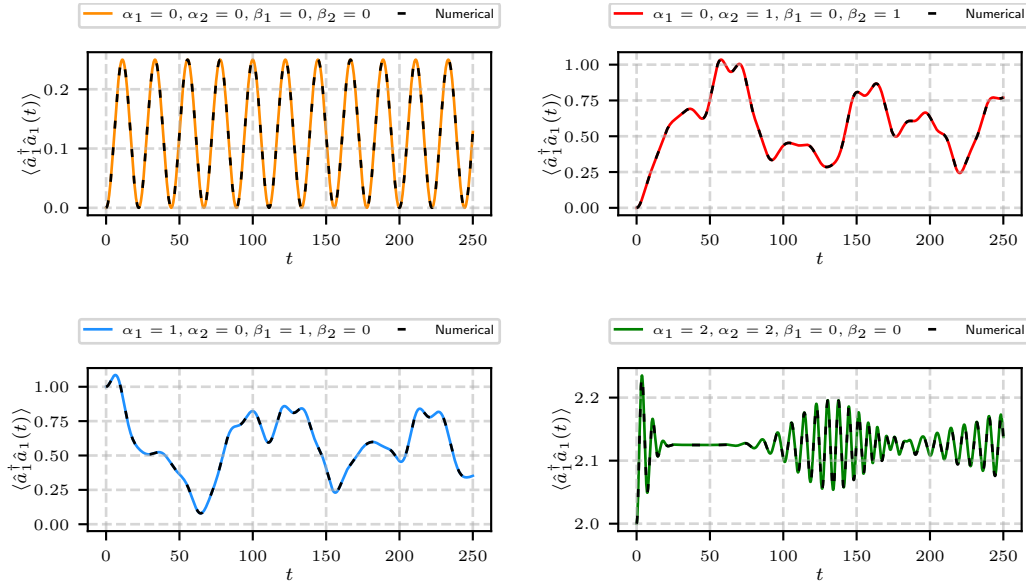 α₁ = 0, α₂ = 0, β₁ = 0, β₂ = 0 Numerical
⟨â₁†â₁(t)⟩
0.2
0.1
0.0
0 50 100 150 200 250
t
α₁ = 0, α₂ = 1, β₁ = 0, β₂ = 1 Numerical
⟨â₁†â₁(t)⟩
1.00
0.75
0.50
0.25
0.00
0 50 100 150 200 250
t
α₁ = 1, α₂ = 0, β₁ = 1, β₂ = 0 Numerical
⟨â₁†â₁(t)⟩
1.00
0.75
0.50
0.25
0.00
0 50 100 150 200 250
t
α₁ = 2, α₂ = 2, β₁ = 0, β₂ = 0 Numerical
⟨â₁†â₁(t)⟩
2.2
2.1
2.0
0 50 100 150 200 250
t